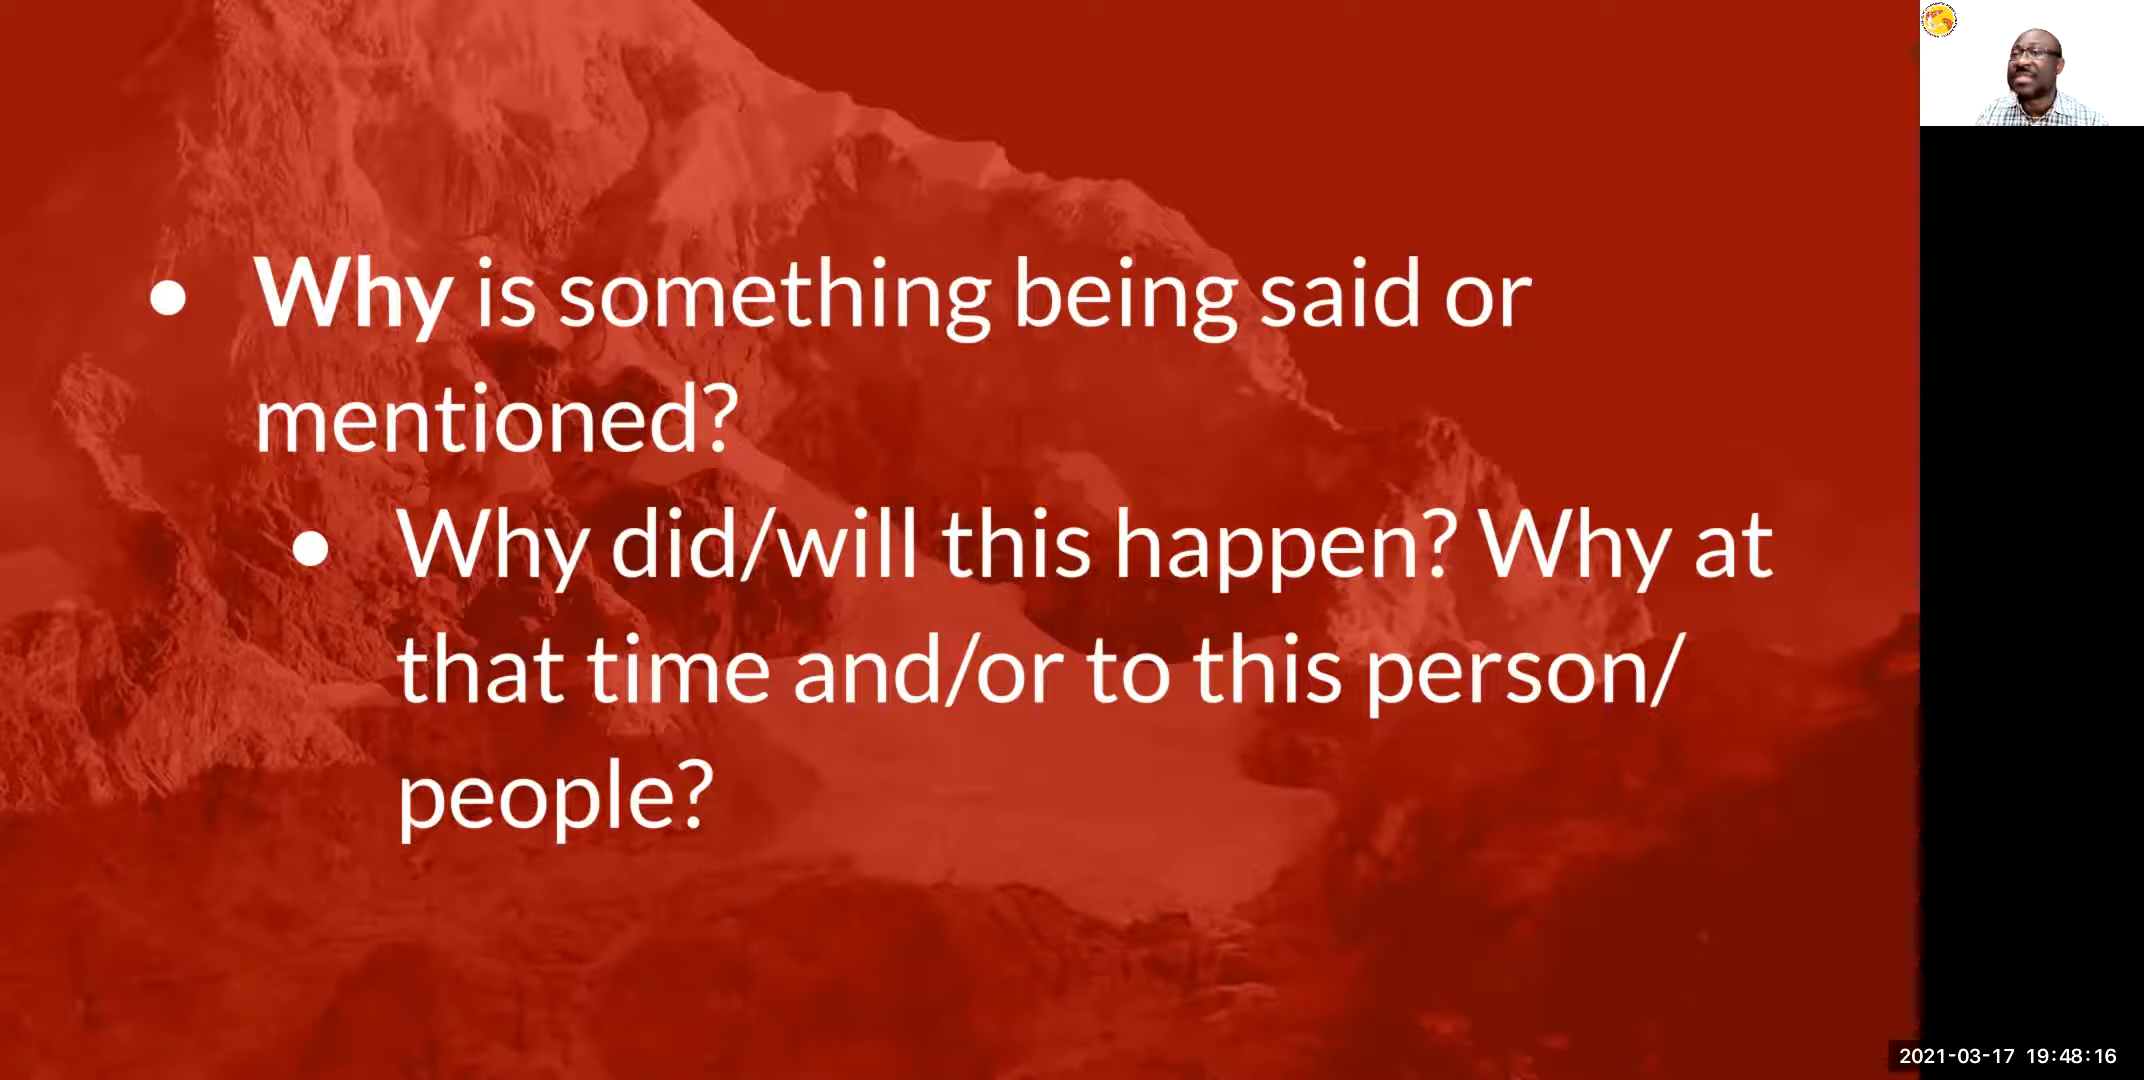 • Why is something being said or
mentioned?
• Why did/will this happen? Why at
that time and/or to this person/
people?
2021-03-17 19:48:16